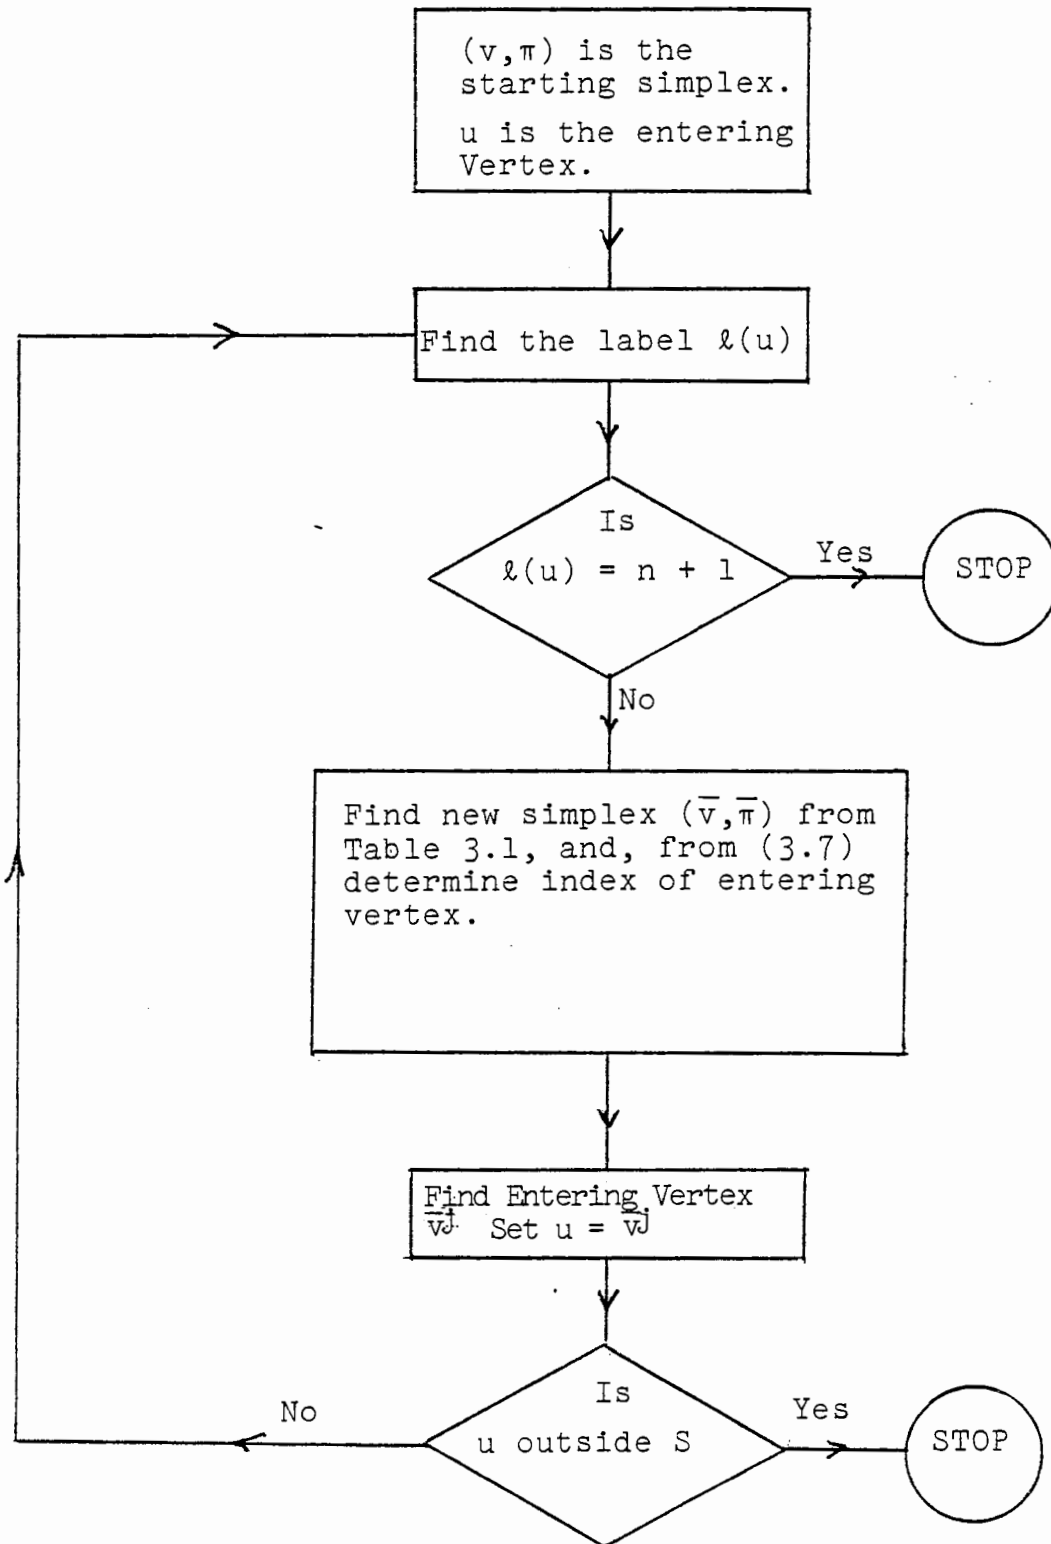 (v,π) is the
starting simplex.
u is the entering
Vertex.
Find the label ℓ(u)
Is
ℓ(u) = n + 1
Yes
STOP
No
Find new simplex (v̅,π̅) from
Table 3.1, and, from (3.7)
determine index of entering
vertex.
Find Entering Vertex
v̅ʲ Set u = v̅ʲ
Is
u outside S
No
Yes
STOP